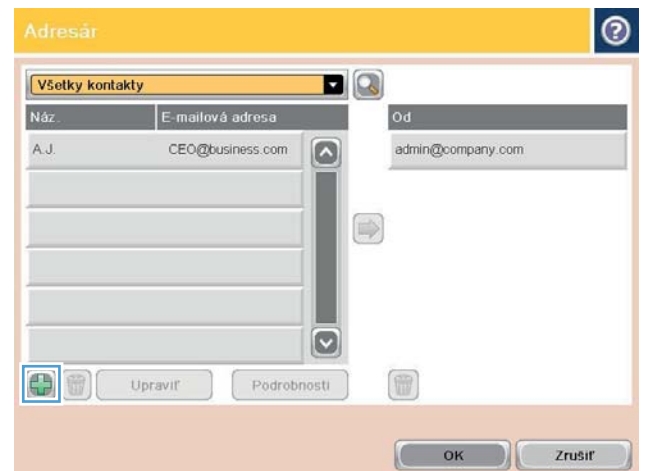 Adresár
Všetky kontakty
Náz. E-mailová adresa Od
A.J. CEO@business.com admin@company.com
Upraviť Podrobnosti
OK Zrušiť